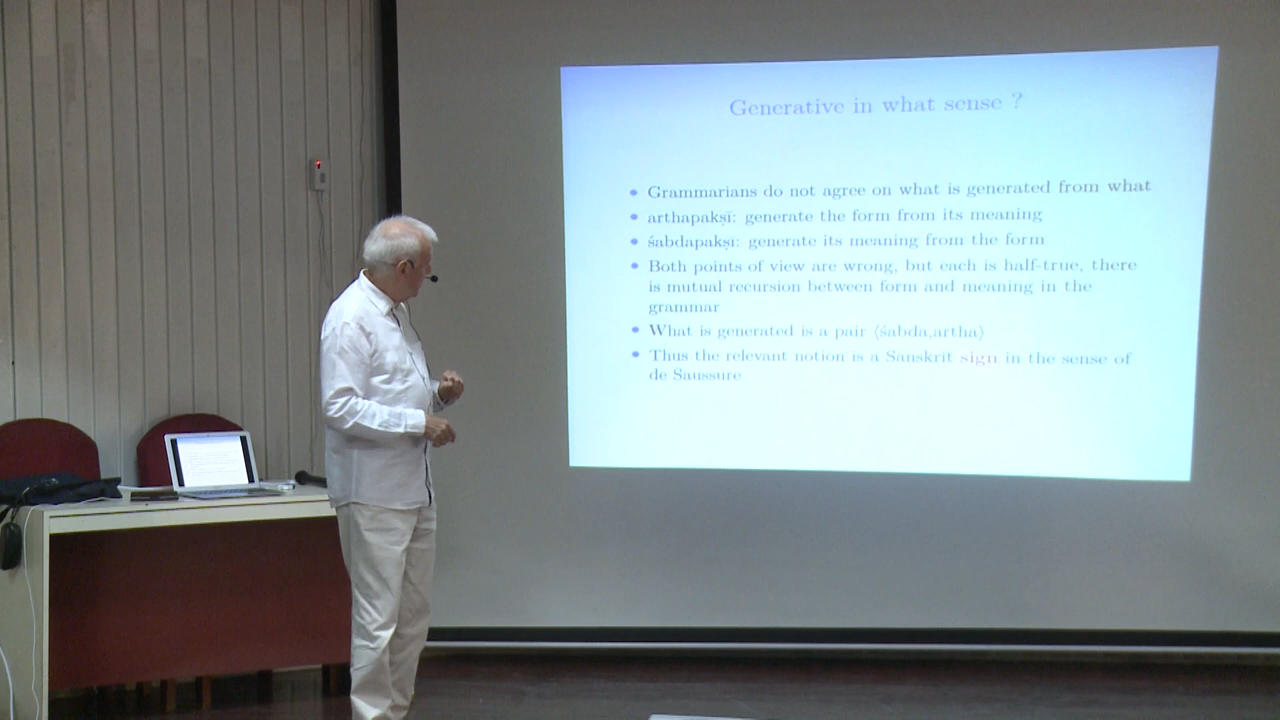 Generative in what sense ?
• Grammarians do not agree on what is generated from what
• arthapakṣī: generate the form from its meaning
• śabdapakṣī: generate its meaning from the form
• Both points of view are wrong, but each is half-true, there
is mutual recursion between form and meaning in the
grammar
• What is generated is a pair ⟨śabda,artha⟩
• Thus the relevant notion is a Sanskrit sign in the sense of
de Saussure